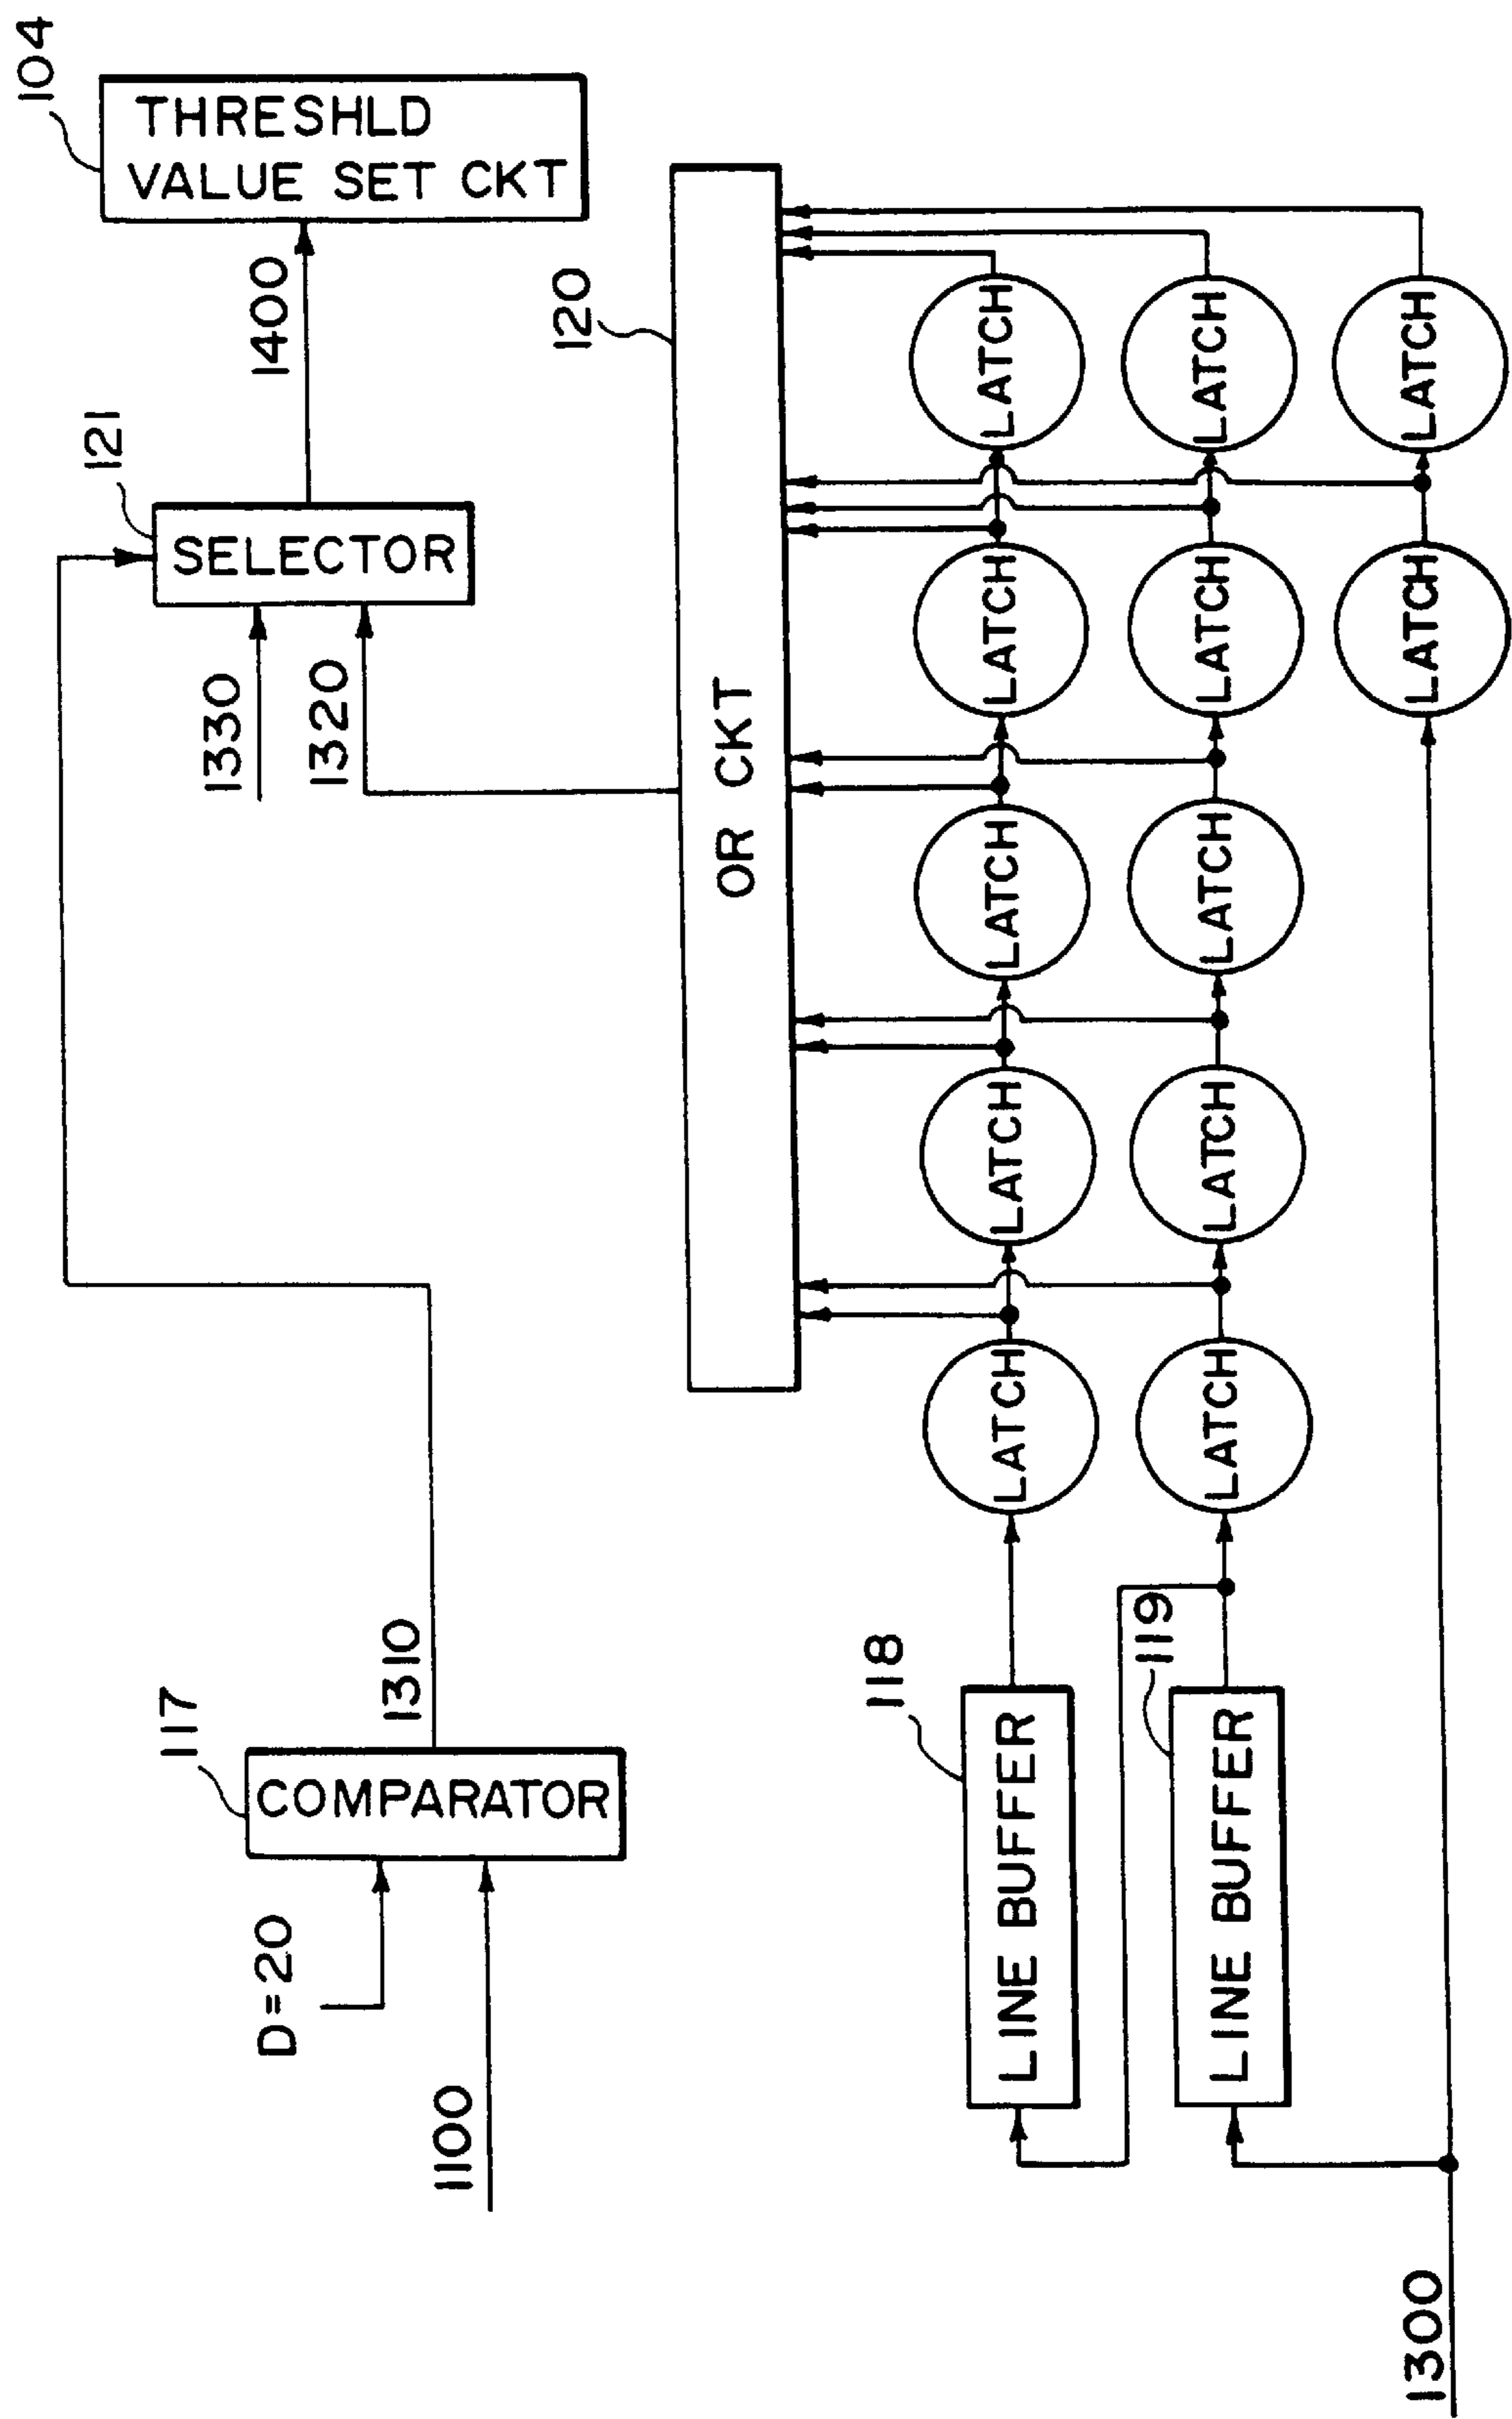 104
THRESHLD
VALUE SET CKT
121
117
SELECTOR
1330
D=20
COMPARATOR
1400
1320
1310
1100
120
OR CKT
118
LINE BUFFER
LATCH
LATCH
LATCH
LATCH
LATCH
119
LINE BUFFER
LATCH
LATCH
LATCH
LATCH
LATCH
1300
LATCH
LATCH